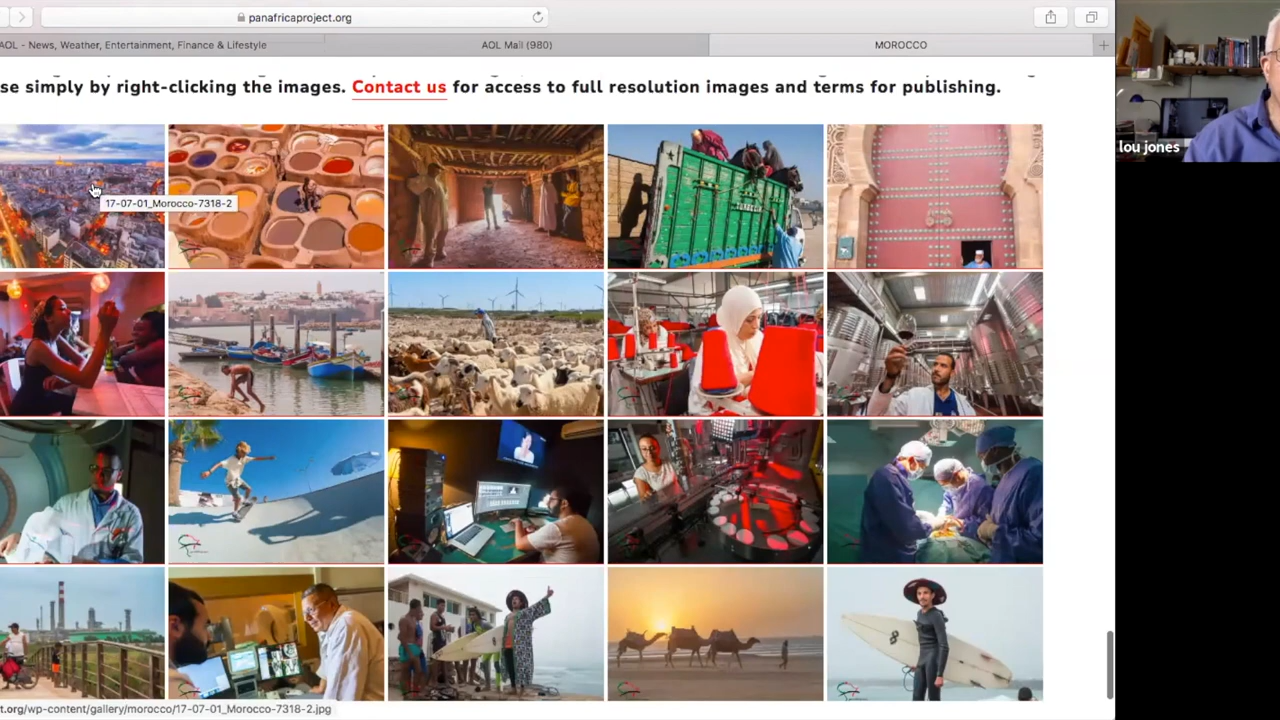 panafricaproject.org
AOL - News, Weather, Entertainment, Finance & Lifestyle
AOL Mail (980)
MOROCCO
se simply by right-clicking the images. Contact us for access to full resolution images and terms for publishing.
17-07-01_Morocco-7318-2
lou jones
t.org/wp-content/gallery/morocco/17-07-01_Morocco-7318-2.jpg